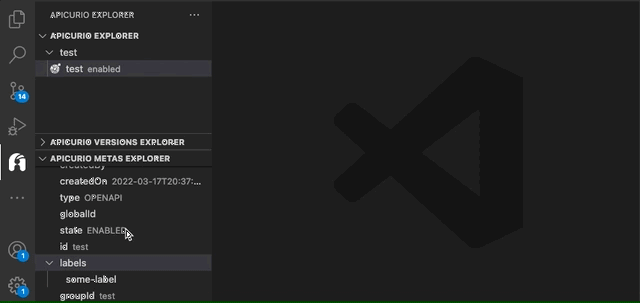 APICURIO EXPLORER
APICURIO EXPLORER
test
test enabled
14
APICURIO VERSIONS EXPLORER
APICURIO METAS EXPLORER
createdBy
createdOn 2022-03-17T20:37:...
type OPENAPI
globalId
state ENABLED
id test
1
labels
some-label
1
groupId test